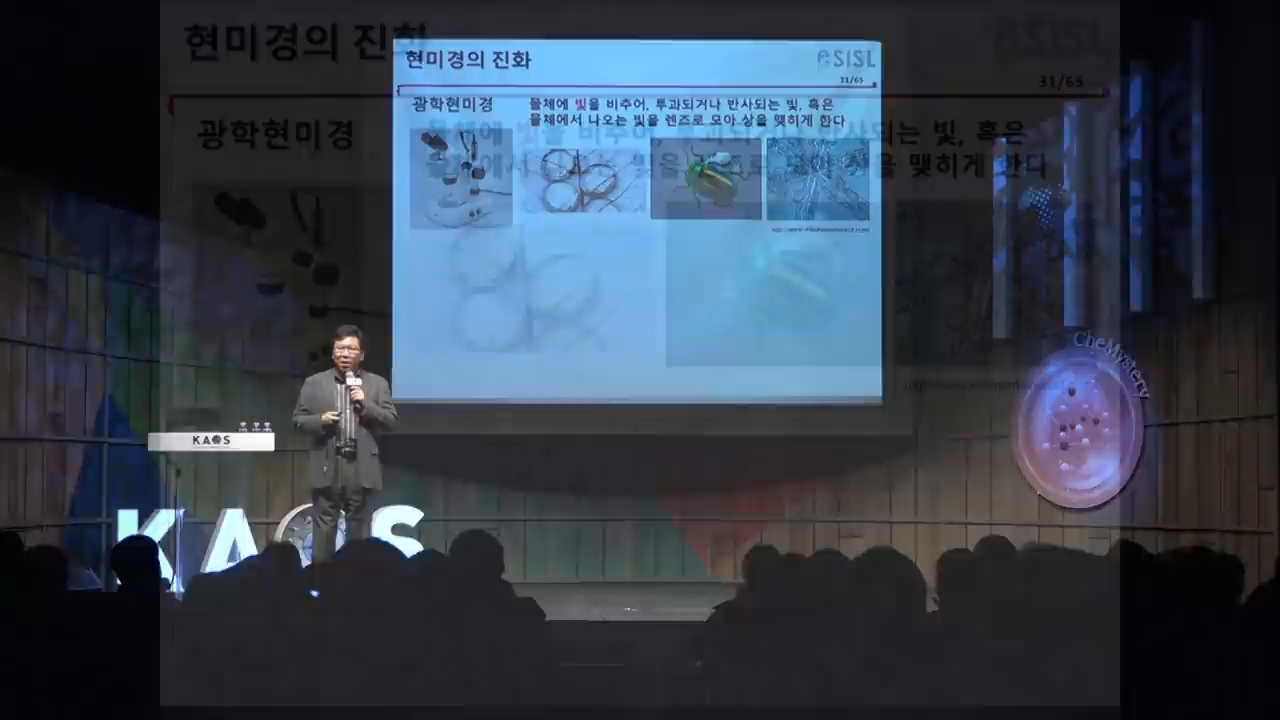 현미경의 진화
SISL
31/65
광학현미경
물체에 빛을 비추어, 투과되거나 반사되는 빛, 혹은
물체에서 나오는 빛을 렌즈로 모아 상을 맺히게 한다
CheMystery
KAOS
KAOS